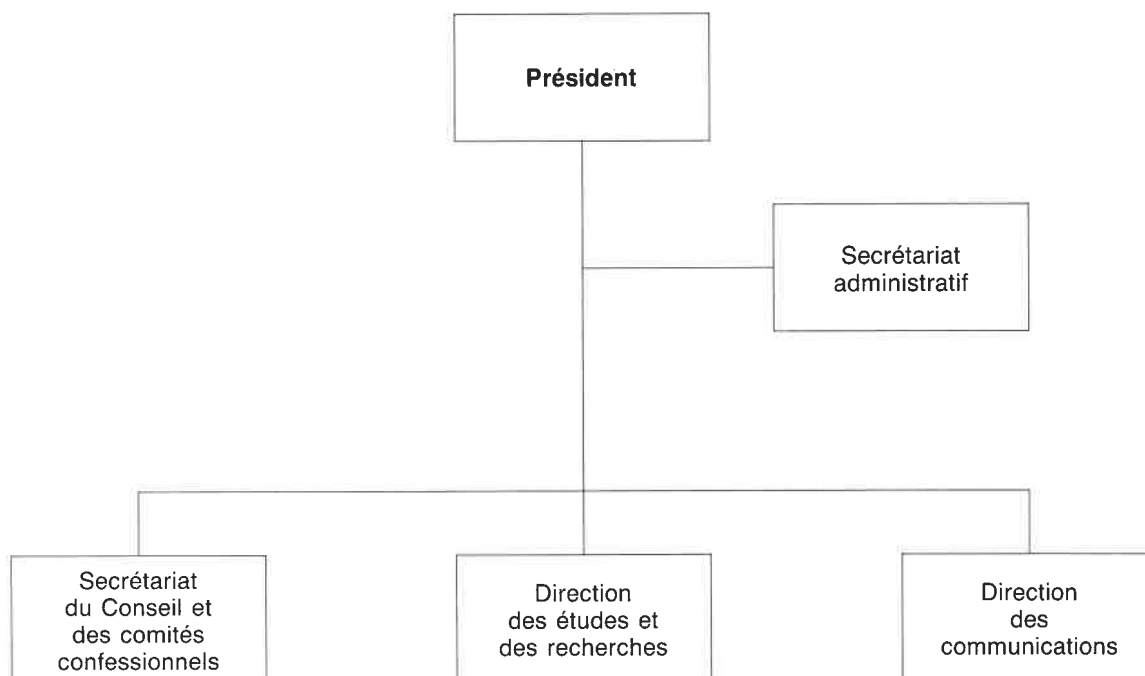 Président
Secrétariat
administratif
Secrétariat
du Conseil et
des comités
confessionnels
Direction
des études et
des recherches
Direction
des
communications